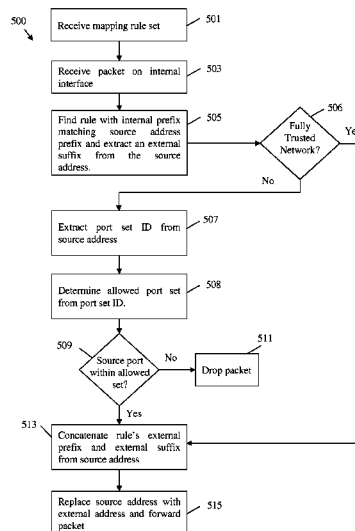 500
Receive mapping rule set
501
Receive packet on internal
interface
503
Find rule with internal prefix
matching source address
prefix and extract an external
suffix from the source
address.
505
506
Fully
Trusted
Network?
Yes
No
Extract port set ID from
source address
507
Determine allowed port set
from port set ID.
508
509
Source port
within allowed
set?
No
511
Drop packet
Yes
513
Concatenate rule's external
prefix and external suffix
from source address
Replace source address with
external address and forward
packet
515